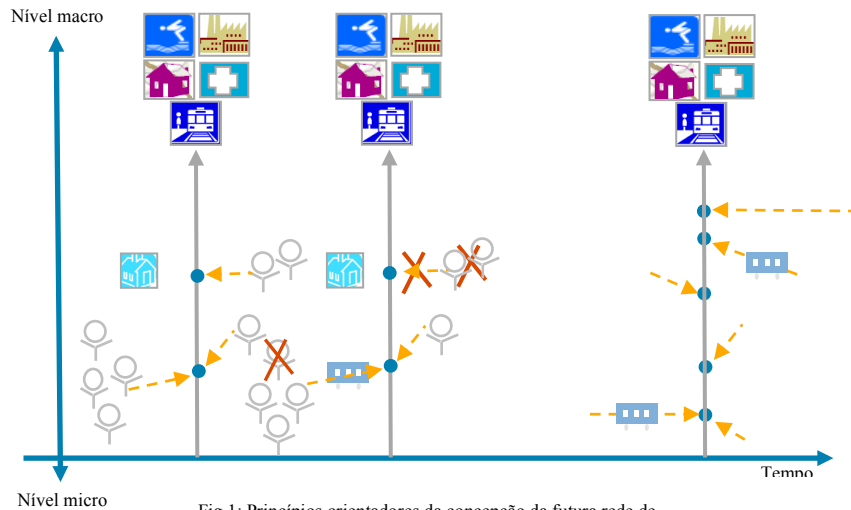 Nível macro
Tempo
Nível micro
Fig 1: Princípios orientadores da concepção da futura rede de